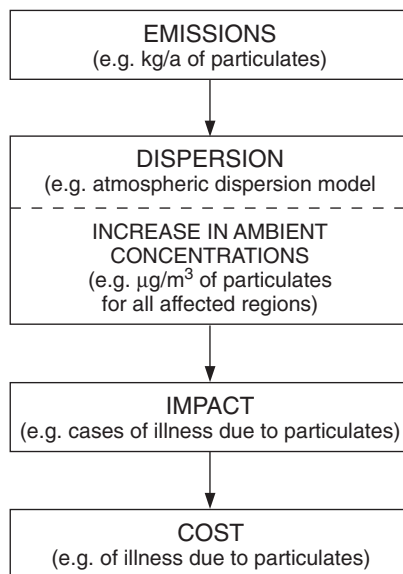 EMISSIONS
(e.g. kg/a of particulates)
DISPERSION
(e.g. atmospheric dispersion model
INCREASE IN AMBIENT
CONCENTRATIONS
(e.g. μg/m³ of particulates
for all affected regions)
IMPACT
(e.g. cases of illness due to particulates)
COST
(e.g. of illness due to particulates)